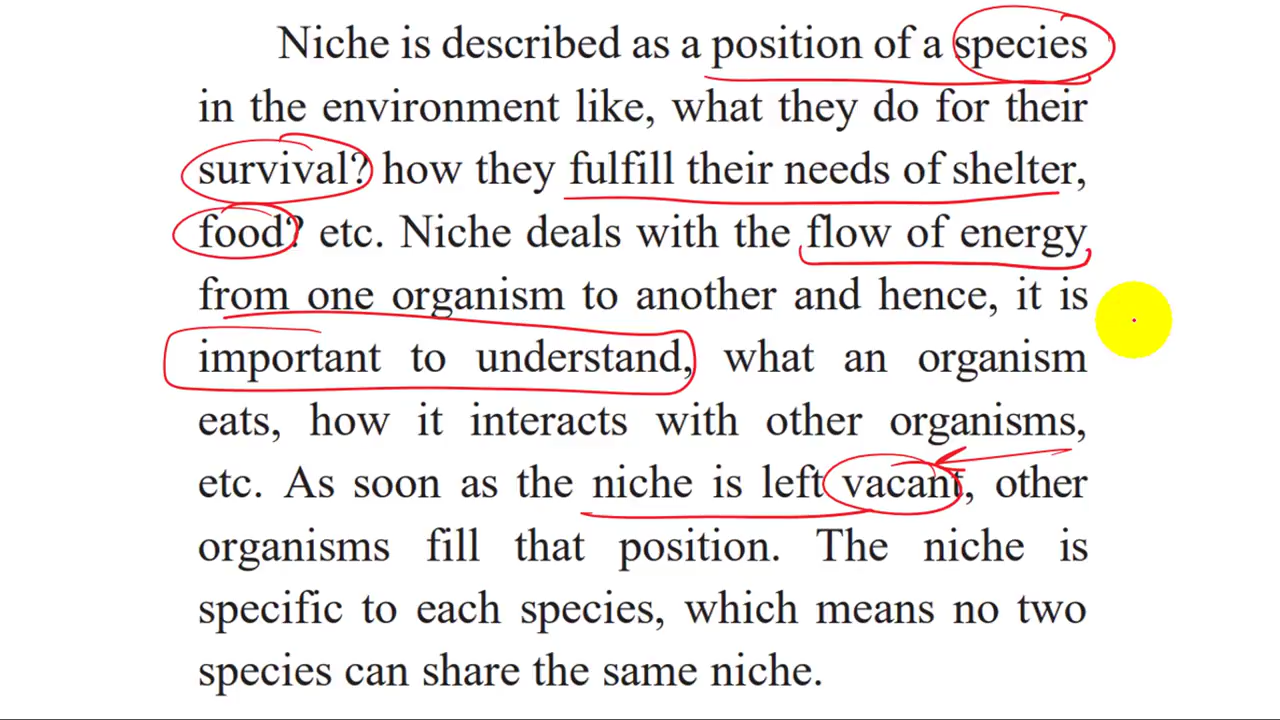 Niche is described as a position of a species
in the environment like, what they do for their
survival? how they fulfill their needs of shelter,
food? etc. Niche deals with the flow of energy
from one organism to another and hence, it is
important to understand, what an organism
eats, how it interacts with other organisms,
etc. As soon as the niche is left vacant, other
organisms fill that position. The niche is
specific to each species, which means no two
species can share the same niche.